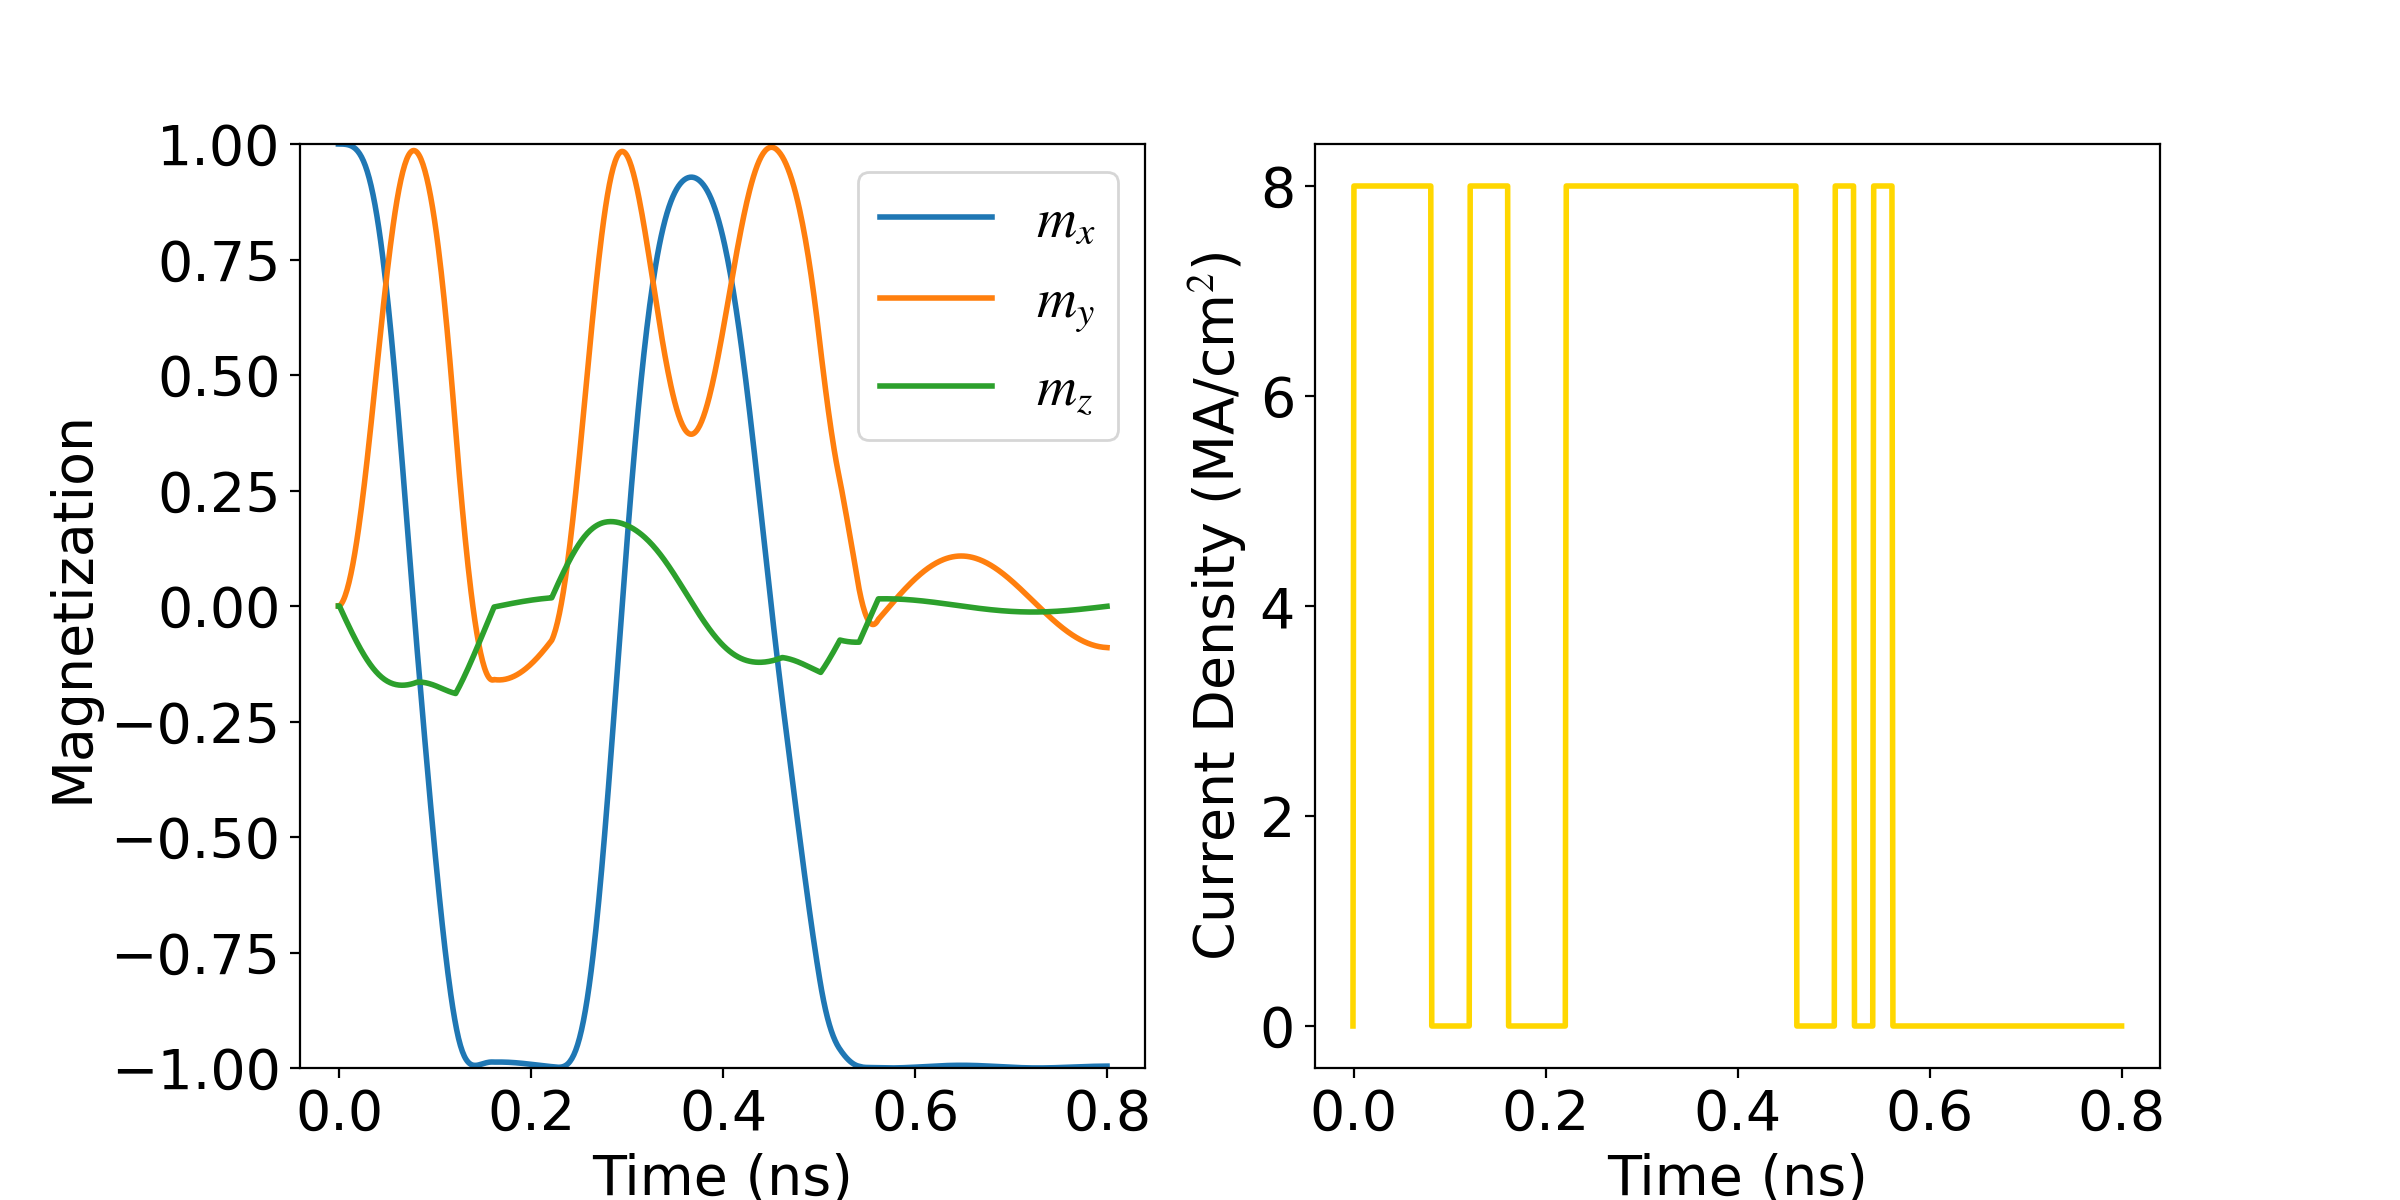 Magnetization
1.00
0.75
0.50
0.25
0.00
−0.25
−0.50
−0.75
−1.00
0.0 0.2 0.4 0.6 0.8
Time (ns)
m_x
m_y
m_z
Current Density (MA/cm²)
8
6
4
2
0
0.0 0.2 0.4 0.6 0.8
Time (ns)